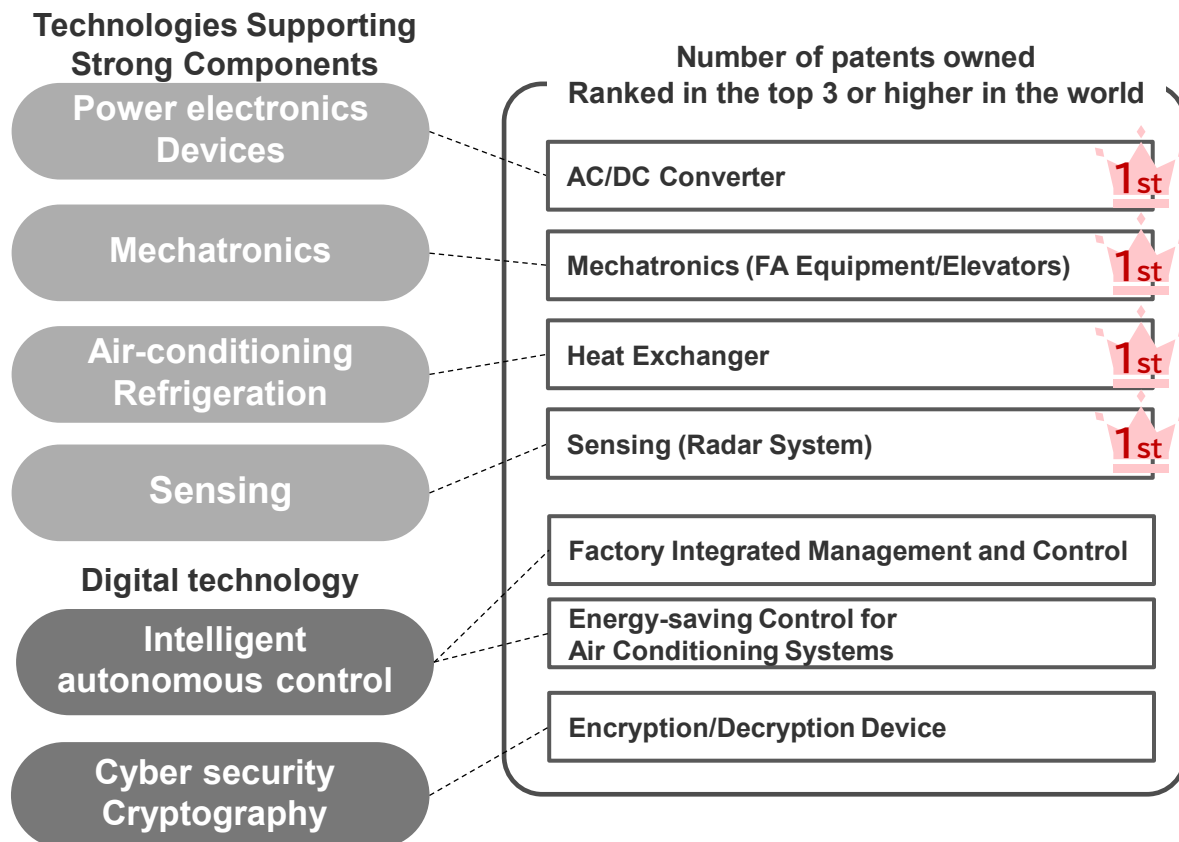 Technologies Supporting
Strong Components
Power electronics
Devices
Mechatronics
Air-conditioning
Refrigeration
Sensing
Digital technology
Intelligent
autonomous control
Cyber security
Cryptography
Number of patents owned
Ranked in the top 3 or higher in the world
AC/DC Converter
1st
Mechatronics (FA Equipment/Elevators)
1st
Heat Exchanger
1st
Sensing (Radar System)
1st
Factory Integrated Management and Control
Energy-saving Control for
Air Conditioning Systems
Encryption/Decryption Device